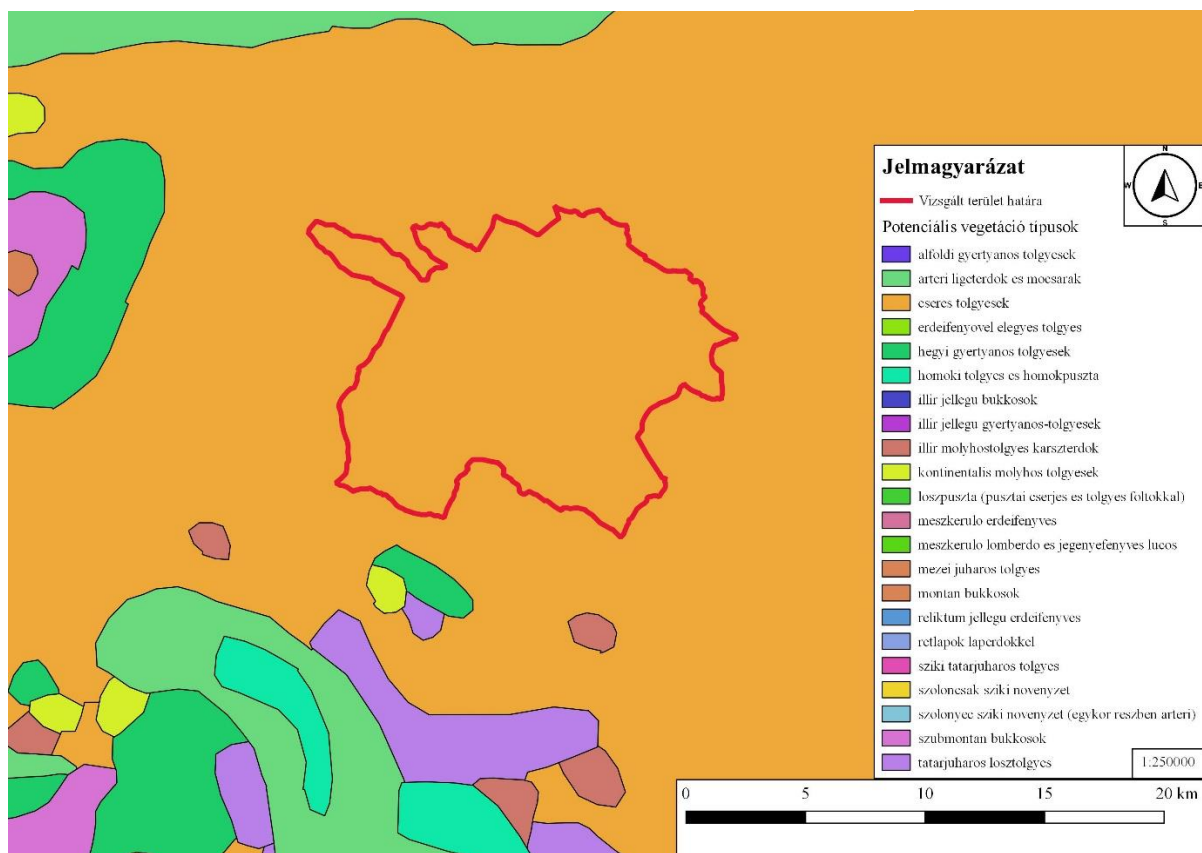 Jelmagyarázat
N
W
E
S
Vizsgált terület határa
Potenciális vegetáció típusok
alfoldi gyertyanos tolgyesek
arteri ligeterdok es mocsarak
cseres tolgyesek
erdeifenyovel elegyes tolgyes
hegyi gyertyanos tolgyesek
homoki tolgyes es homokpuszta
illir jellegu bukkosok
illir jellegu gyertyanos-tolgyesek
illir molyhostolgyes karszterdok
kontinentalis molyhos tolgyesek
loszpuszta (pusztai cserjes es tolgyes foltokkal)
meszkerulo erdeifenyves
meszkerulo lomberdo es jegenyefenyves lucos
mezei juharos tolgyes
montan bukkosok
reliktum jellegu erdeifenyves
retlapok laperdokkel
sziki tatarjuharos tolgyes
szoloncsak sziki novenyzet
szolonyec sziki novenyzet (egykor reszben arteri)
szubmontan bukkosok
tatarjuharos losztolgyes
1:250000
0 5 10 15 20 km